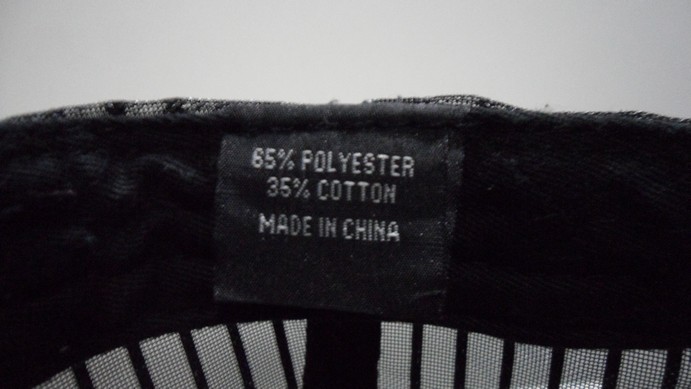 65% POLYESTER
35% COTTON
MADE IN CHINA